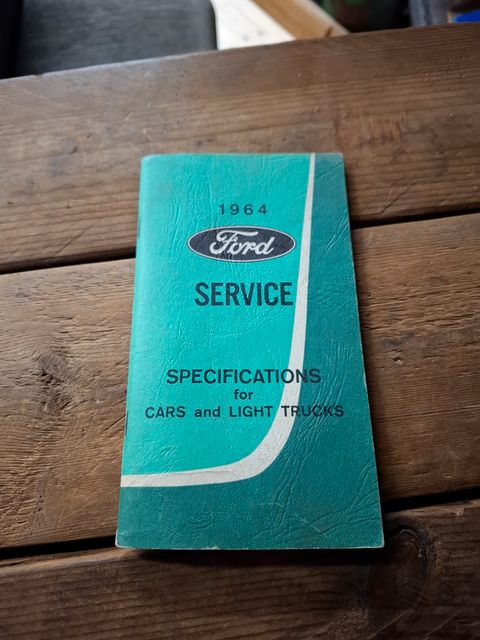 1964
Ford
SERVICE
SPECIFICATIONS
for
CARS and LIGHT TRUCKS